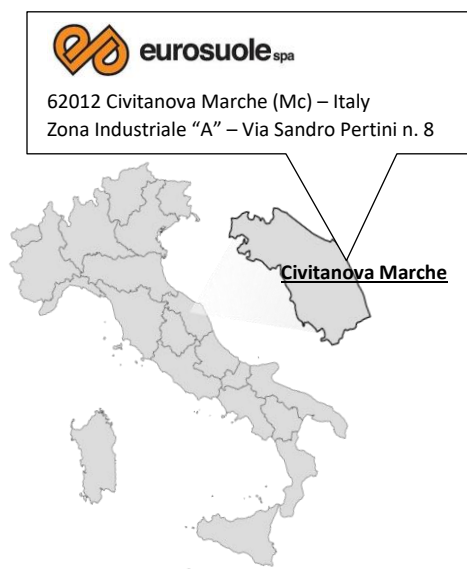 eurosuole spa
62012 Civitanova Marche (Mc) – Italy
Zona Industriale “A” – Via Sandro Pertini n. 8
Civitanova Marche